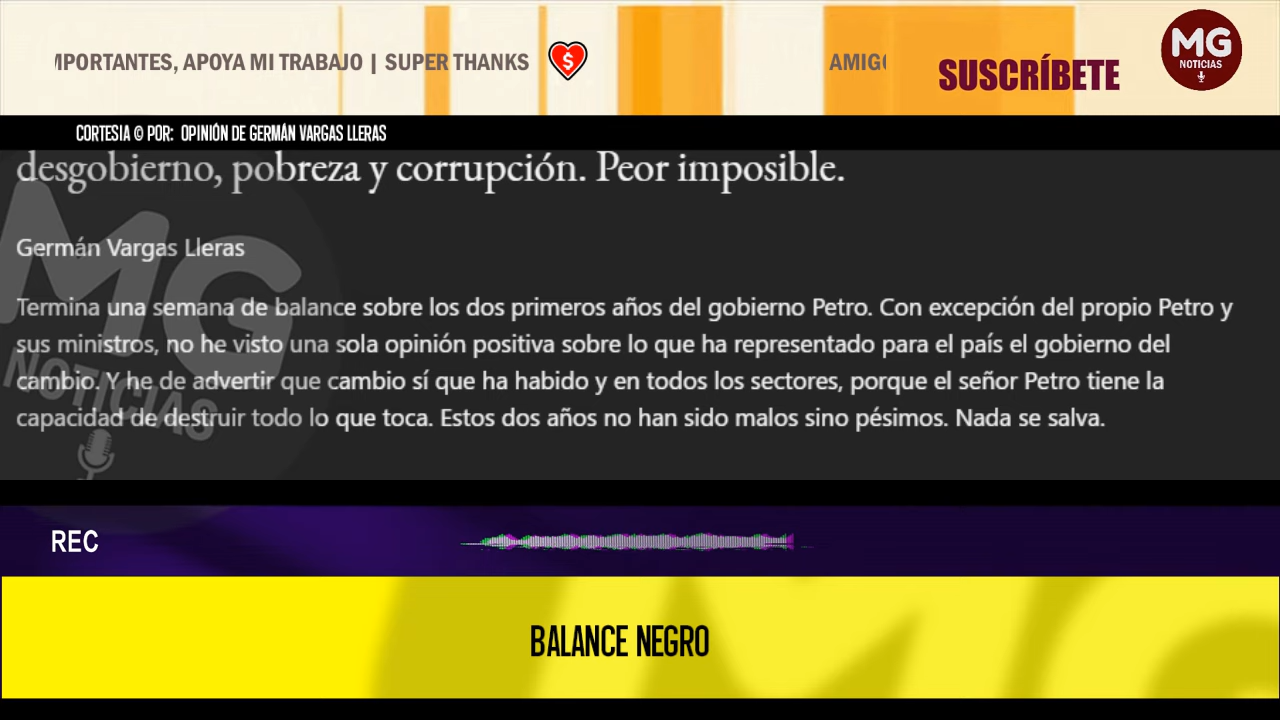 MPORTANTES, APOYA MI TRABAJO | SUPER THANKS
AMIG
SUSCRÍBETE
MG
NOTICIAS
CORTESIA © POR: OPINIÓN DE GERMÁN VARGAS LLERAS
desgobierno, pobreza y corrupción. Peor imposible.
Germán Vargas Lleras
Termina una semana de balance sobre los dos primeros años del gobierno Petro. Con excepción del propio Petro y
sus ministros, no he visto una sola opinión positiva sobre lo que ha representado para el país el gobierno del
cambio. Y he de advertir que cambio sí que ha habido y en todos los sectores, porque el señor Petro tiene la
capacidad de destruir todo lo que toca. Estos dos años no han sido malos sino pésimos. Nada se salva.
MG
NOTICIAS
REC
BALANCE NEGRO